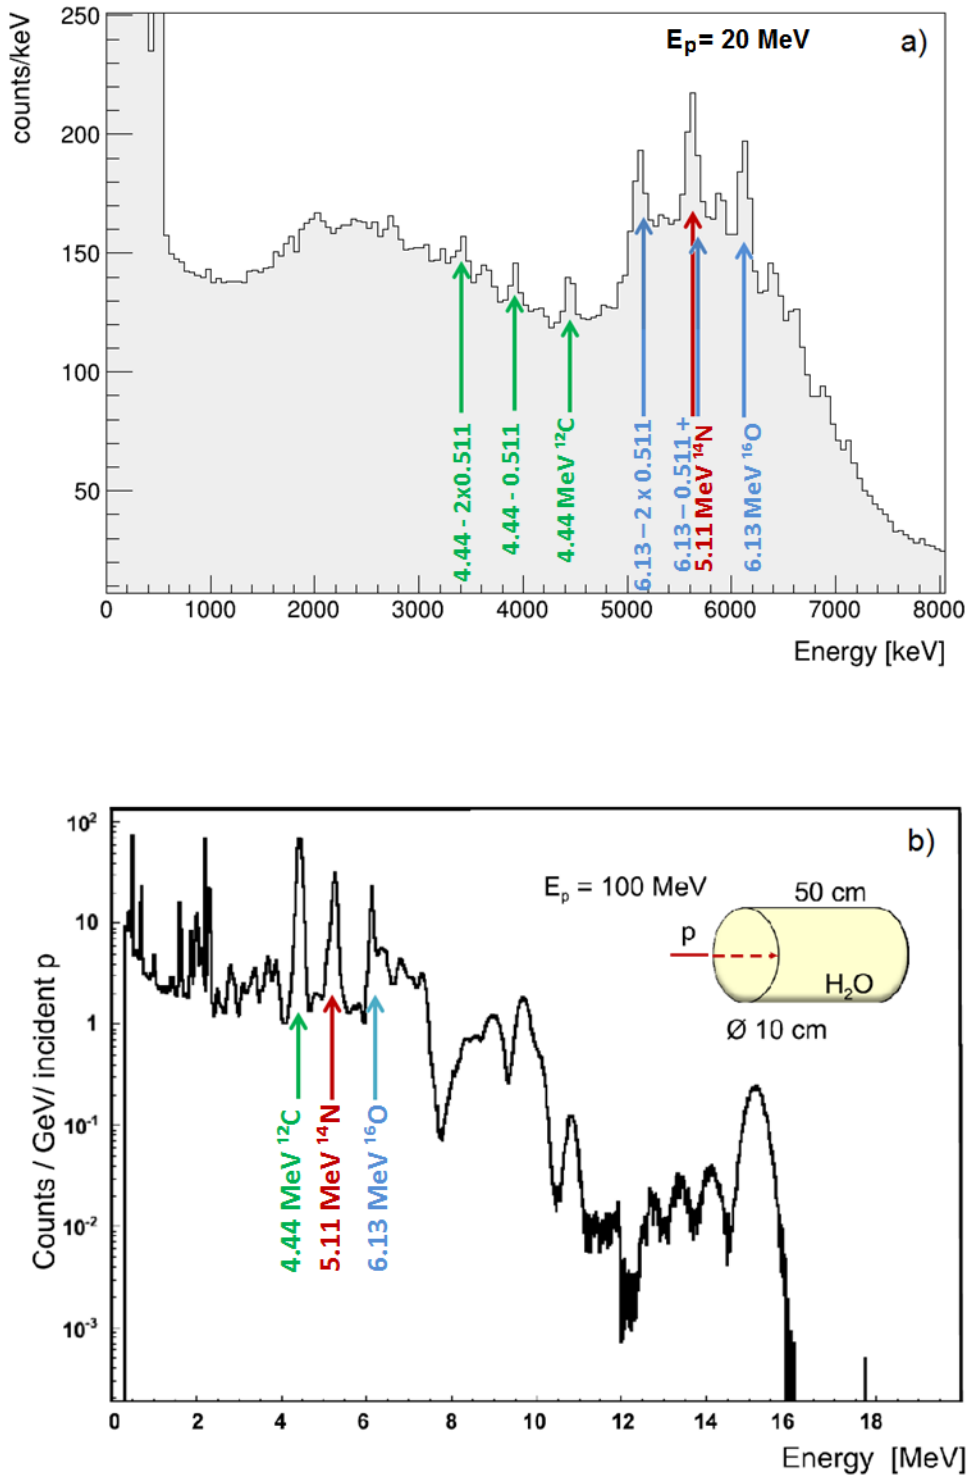 250
200
150
100
50
counts/keV
E_p = 20 MeV
a)
4.44 - 2x0.511
4.44 - 0.511
4.44 MeV ¹²C
6.13 – 2 x 0.511
6.13 – 0.511 +
5.11 MeV ¹⁴N
6.13 MeV ¹⁶O
0 1000 2000 3000 4000 5000 6000 7000 8000
Energy [keV]
10²
10
1
10⁻¹
10⁻²
10⁻³
Counts / GeV/ incident p
b)
E_p = 100 MeV
50 cm
p
H₂O
Ø 10 cm
4.44 MeV ¹²C
5.11 MeV ¹⁴N
6.13 MeV ¹⁶O
0 2 4 6 8 10 12 14 16 18
Energy [MeV]